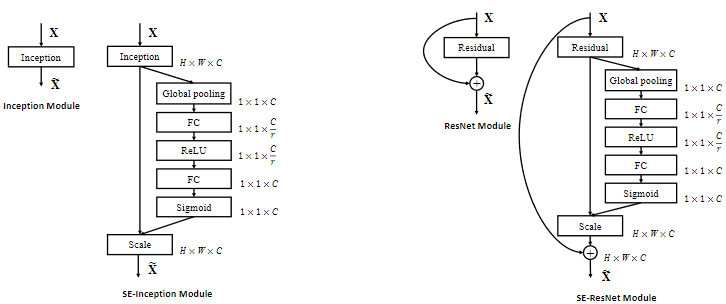 X
Inception
X̃
Inception Module
X
Inception
H × W × C
Global pooling
1 × 1 × C
FC
1 × 1 × C/r
ReLU
1 × 1 × C/r
FC
1 × 1 × C
Sigmoid
1 × 1 × C
Scale
H × W × C
X̃
SE-Inception Module
X
Residual
+
X̃
ResNet Module
X
Residual
H × W × C
Global pooling
1 × 1 × C
FC
1 × 1 × C/r
ReLU
1 × 1 × C/r
FC
1 × 1 × C
Sigmoid
1 × 1 × C
Scale
H × W × C
+
H × W × C
X̃
SE-ResNet Module